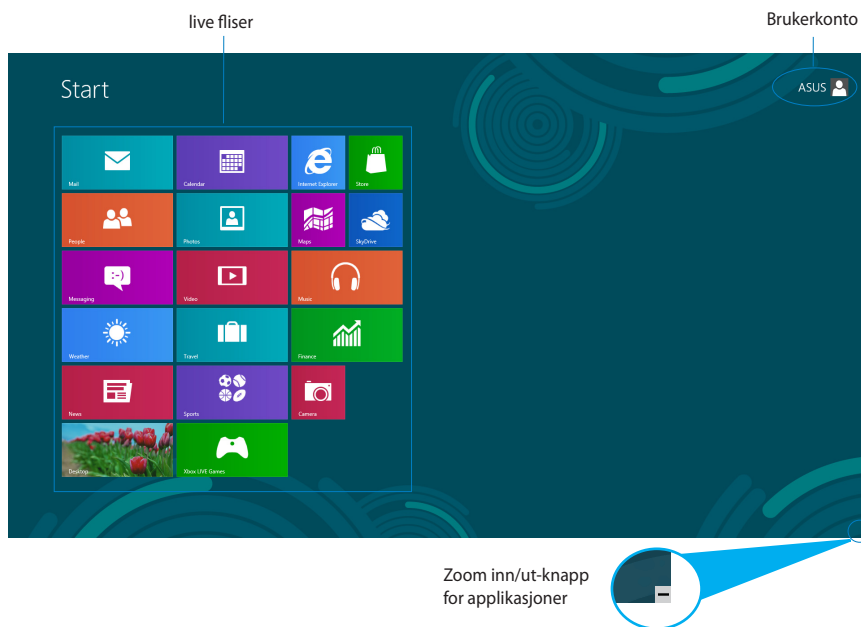 live fliser
Brukerkonto
Start
ASUS
Mail
Calendar
Internet Explorer
Store
People
Photos
Maps
SkyDrive
:-)
Messaging
Video
Music
Weather
Travel
Finance
News
Sports
Camera
Desktop
Xbox LIVE Games
Zoom inn/ut-knapp
for applikasjoner